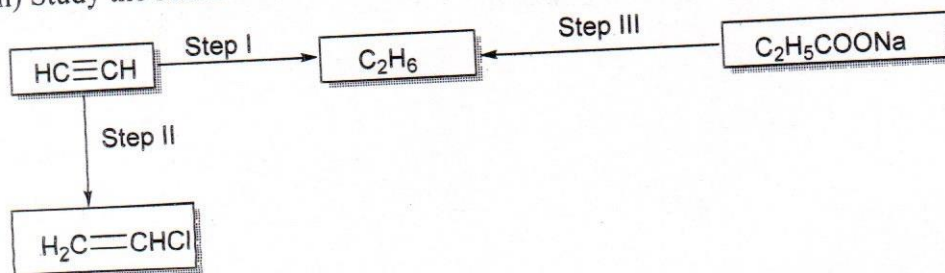 Study the
Step III
Step I
HC≡CH
C₂H₆
C₂H₅COONa
Step II
H₂C=CHCl